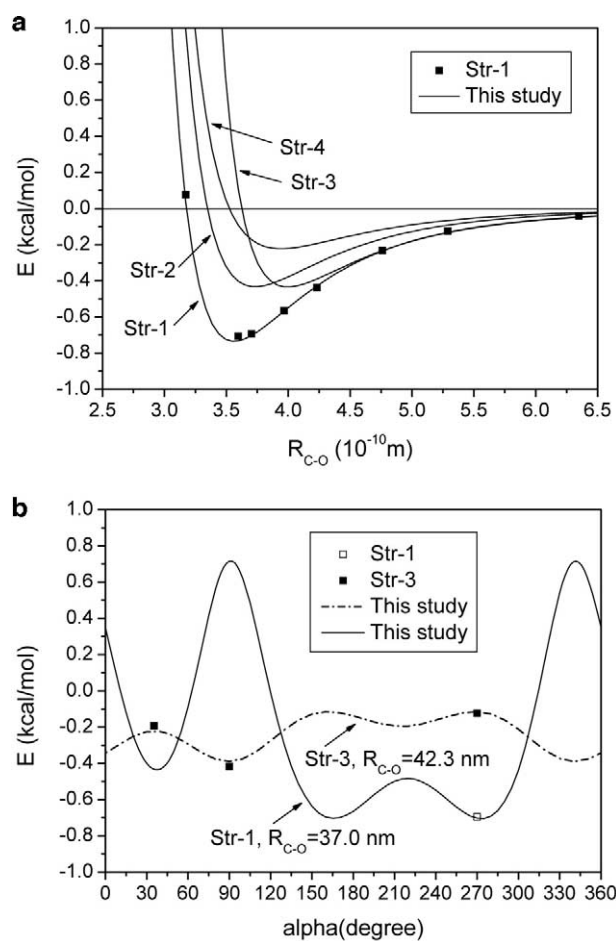 a
1.0
0.8
0.6
0.4
0.2
0.0
-0.2
-0.4
-0.6
-0.8
-1.0
E (kcal/mol)
Str-1
This study
Str-4
Str-3
Str-2
Str-1
2.5 3.0 3.5 4.0 4.5 5.0 5.5 6.0 6.5
R_C-O (10^-10 m)
b
1.0
0.8
0.6
0.4
0.2
0.0
-0.2
-0.4
-0.6
-0.8
-1.0
E (kcal/mol)
Str-1
Str-3
This study
This study
Str-3, R_C-O=42.3 nm
Str-1, R_C-O=37.0 nm
0 30 60 90 120 150 180 210 240 270 300 330 360
alpha(degree)